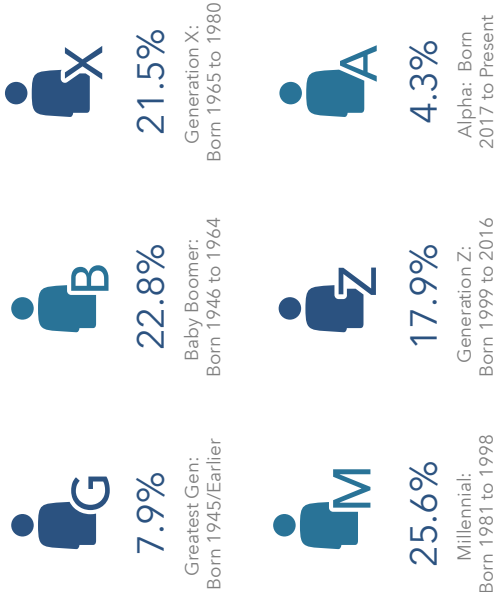 G
7.9%
Greatest Gen:
Born 1945/Earlier
B
22.8%
Baby Boomer:
Born 1946 to 1964
X
21.5%
Generation X:
Born 1965 to 1980
M
25.6%
Millennial:
Born 1981 to 1998
Z
17.9%
Generation Z:
Born 1999 to 2016
A
4.3%
Alpha: Born
2017 to Present